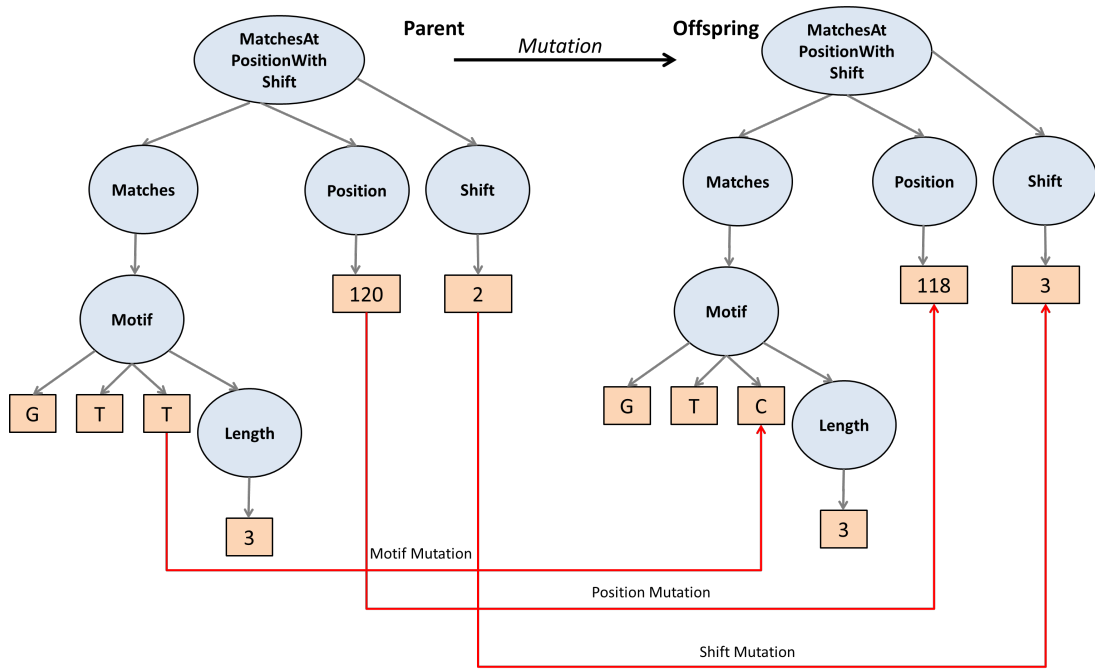 Parent
Mutation
Offspring
MatchesAt
PositionWith
Shift
Matches
Position
Shift
120
2
Motif
G
T
T
Length
3
MatchesAt
PositionWith
Shift
Matches
Position
Shift
118
3
Motif
G
T
C
Length
3
Motif Mutation
Position Mutation
Shift Mutation